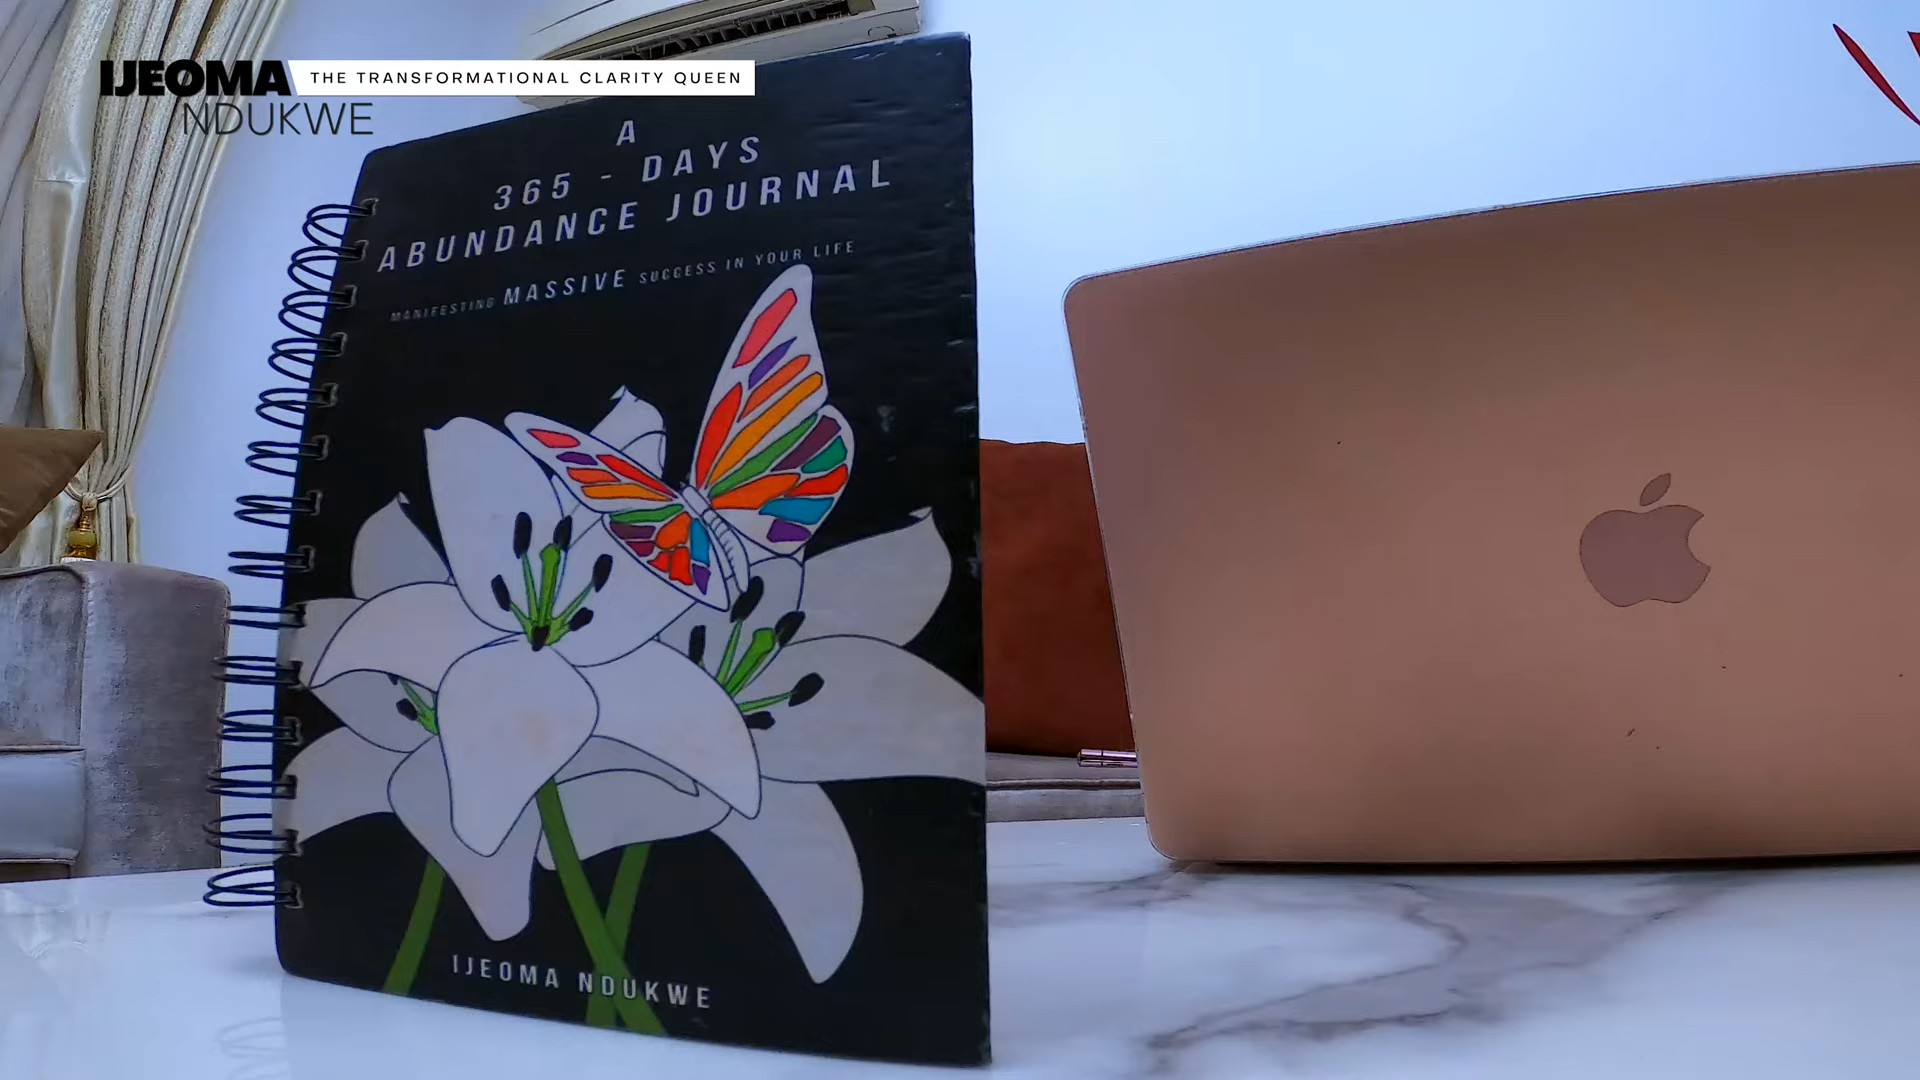 IJEOMA
THE TRANSFORMATIONAL CLARITY QUEEN
NDUKWE
A
365 - DAYS
ABUNDANCE JOURNAL
MANIFESTING MASSIVE SUCCESS IN YOUR LIFE
IJEOMA NDUKWE